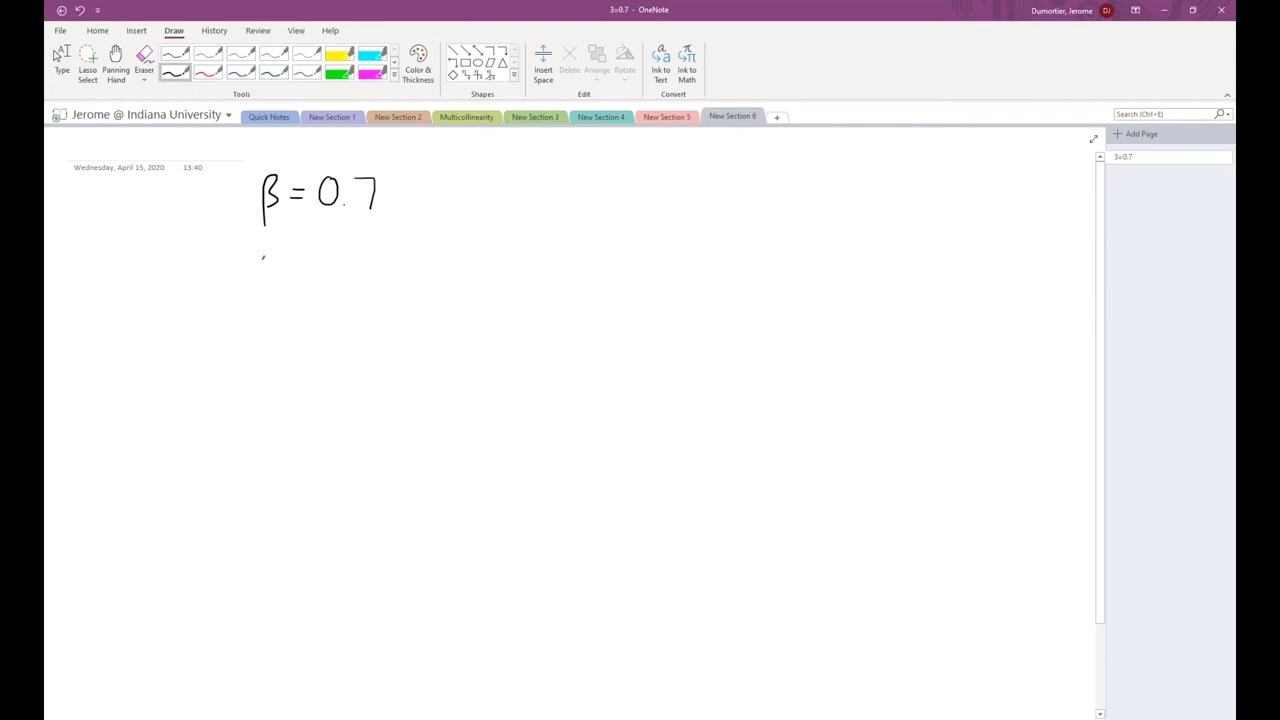 3=0.7 - OneNote
Dumortier, Jerome DJ
File Home Insert Draw History Review View Help
Type
Lasso Select
Panning Hand
Eraser
Color & Thickness
Insert Space
Delete
Arrange
Rotate
Ink to Text
Ink to Math
Tools
Shapes
Edit
Convert
Jerome @ Indiana University
Quick Notes New Section 1 New Section 2 Multicollinearity New Section 3 New Section 4 New Section 5 New Section 6
Search (Ctrl+E)
Add Page
3=0.7
Wednesday, April 15, 2020 13:40
β = 0.7